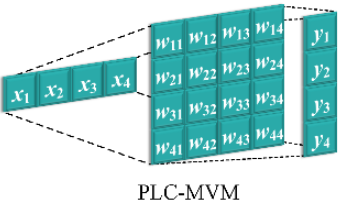 x₁ x₂ x₃ x₄
w₁₁ w₁₂ w₁₃ w₁₄
w₂₁ w₂₂ w₂₃ w₂₄
w₃₁ w₃₂ w₃₃ w₃₄
w₄₁ w₄₂ w₄₃ w₄₄
y₁
y₂
y₃
y₄
PLC-MVM